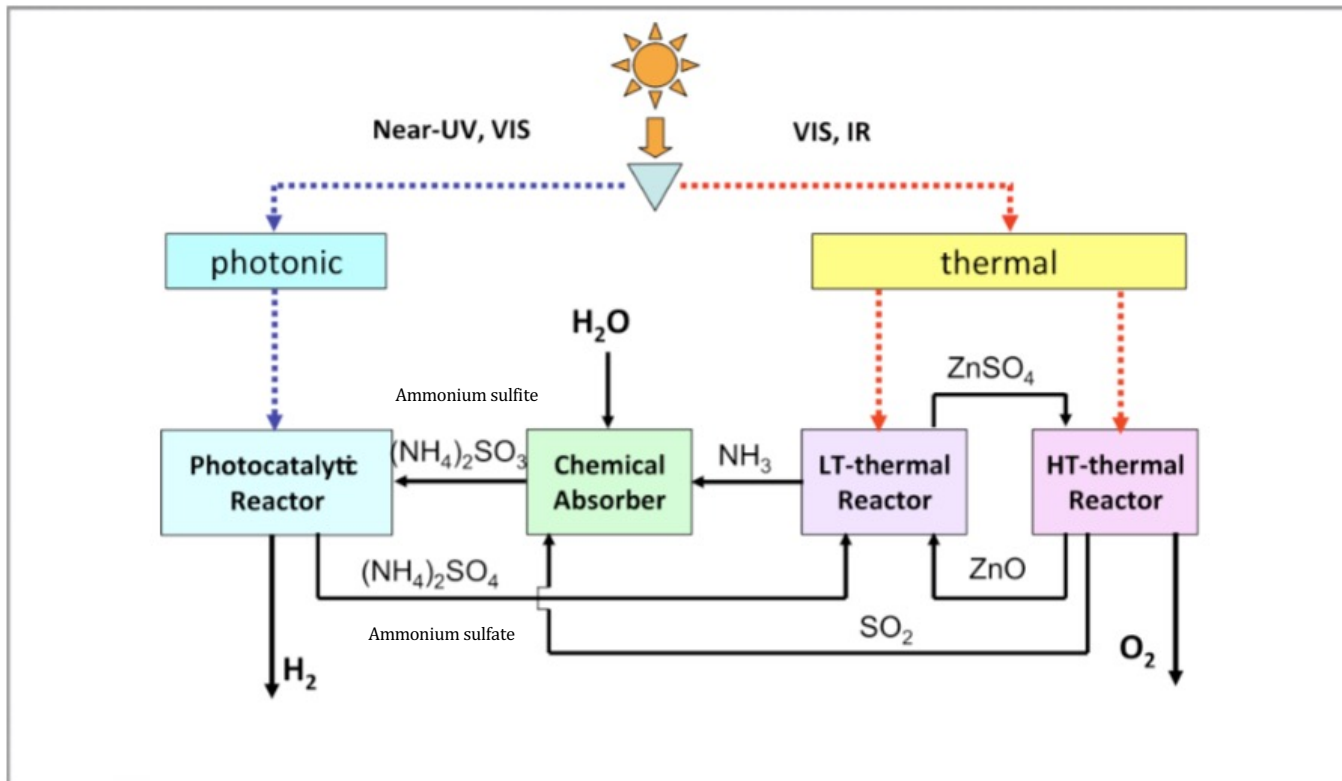 Near-UV, VIS
VIS, IR
photonic
thermal
H₂O
ZnSO₄
Ammonium sulfite
(NH₄)₂SO₃
Photocatalytic
Reactor
Chemical
Absorber
NH₃
LT-thermal
Reactor
HT-thermal
Reactor
(NH₄)₂SO₄
ZnO
Ammonium sulfate
SO₂
O₂
H₂